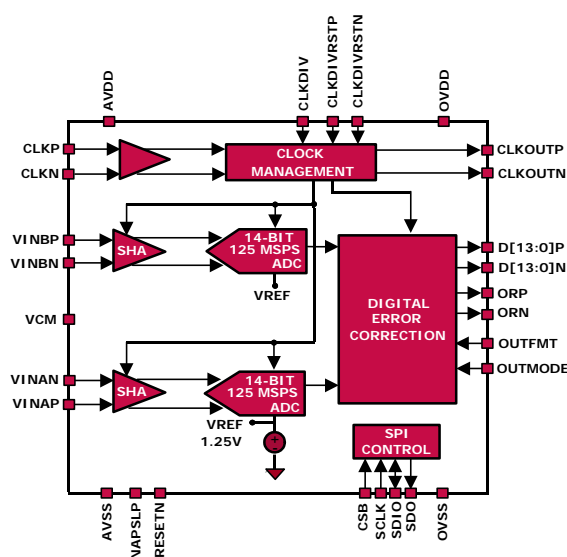 AVDD
CLKDIV
CLKDIVRSTP
CLKDIVRSTN
OVDD
CLKP
CLKN
CLOCK
MANAGEMENT
CLKOUTP
CLKOUTN
VINBP
VINBN
SHA
14-BIT
125 MSPS
ADC
VREF
D[13:0]P
D[13:0]N
ORP
ORN
OUTFMT
OUTMODE
DIGITAL
ERROR
CORRECTION
VCM
VINAN
VINAP
SHA
14-BIT
125 MSPS
ADC
VREF
1.25V
+
-
SPI
CONTROL
AVSS
NAPSLP
RESETN
CSB
SCLK
SDIO
SDO
OVSS